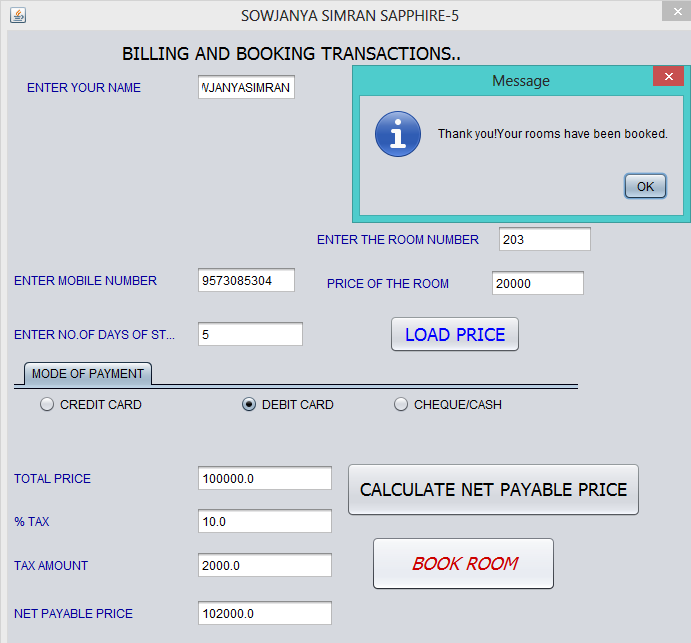 SOWJANYA SIMRAN SAPPHIRE-5
BILLING AND BOOKING TRANSACTIONS..
Message
ENTER YOUR NAME
WJANYASIMRAN
Thank you!Your rooms have been booked.
OK
ENTER THE ROOM NUMBER 203
ENTER MOBILE NUMBER 9573085304
PRICE OF THE ROOM 20000
ENTER NO.OF DAYS OF ST... 5
LOAD PRICE
MODE OF PAYMENT
CREDIT CARD DEBIT CARD CHEQUE/CASH
TOTAL PRICE 100000.0
CALCULATE NET PAYABLE PRICE
% TAX 10.0
TAX AMOUNT 2000.0
BOOK ROOM
NET PAYABLE PRICE 102000.0